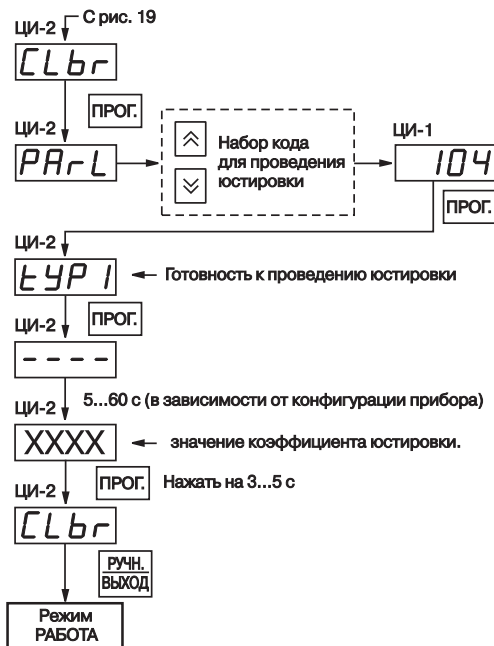 С рис. 19
ЦИ-2
CLbr
ПРОГ.
ЦИ-2
PArL
Набор кода
для проведения
юстировки
ЦИ-1
104
ПРОГ.
ЦИ-2
tYP1
Готовность к проведению юстировки
ПРОГ.
ЦИ-2
- - - -
5...60 с (в зависимости от конфигурации прибора)
ЦИ-2
XXXX
значение коэффициента юстировки.
ПРОГ.
Нажать на 3...5 с
ЦИ-2
CLbr
РУЧН.
ВЫХОД
Режим
РАБОТА